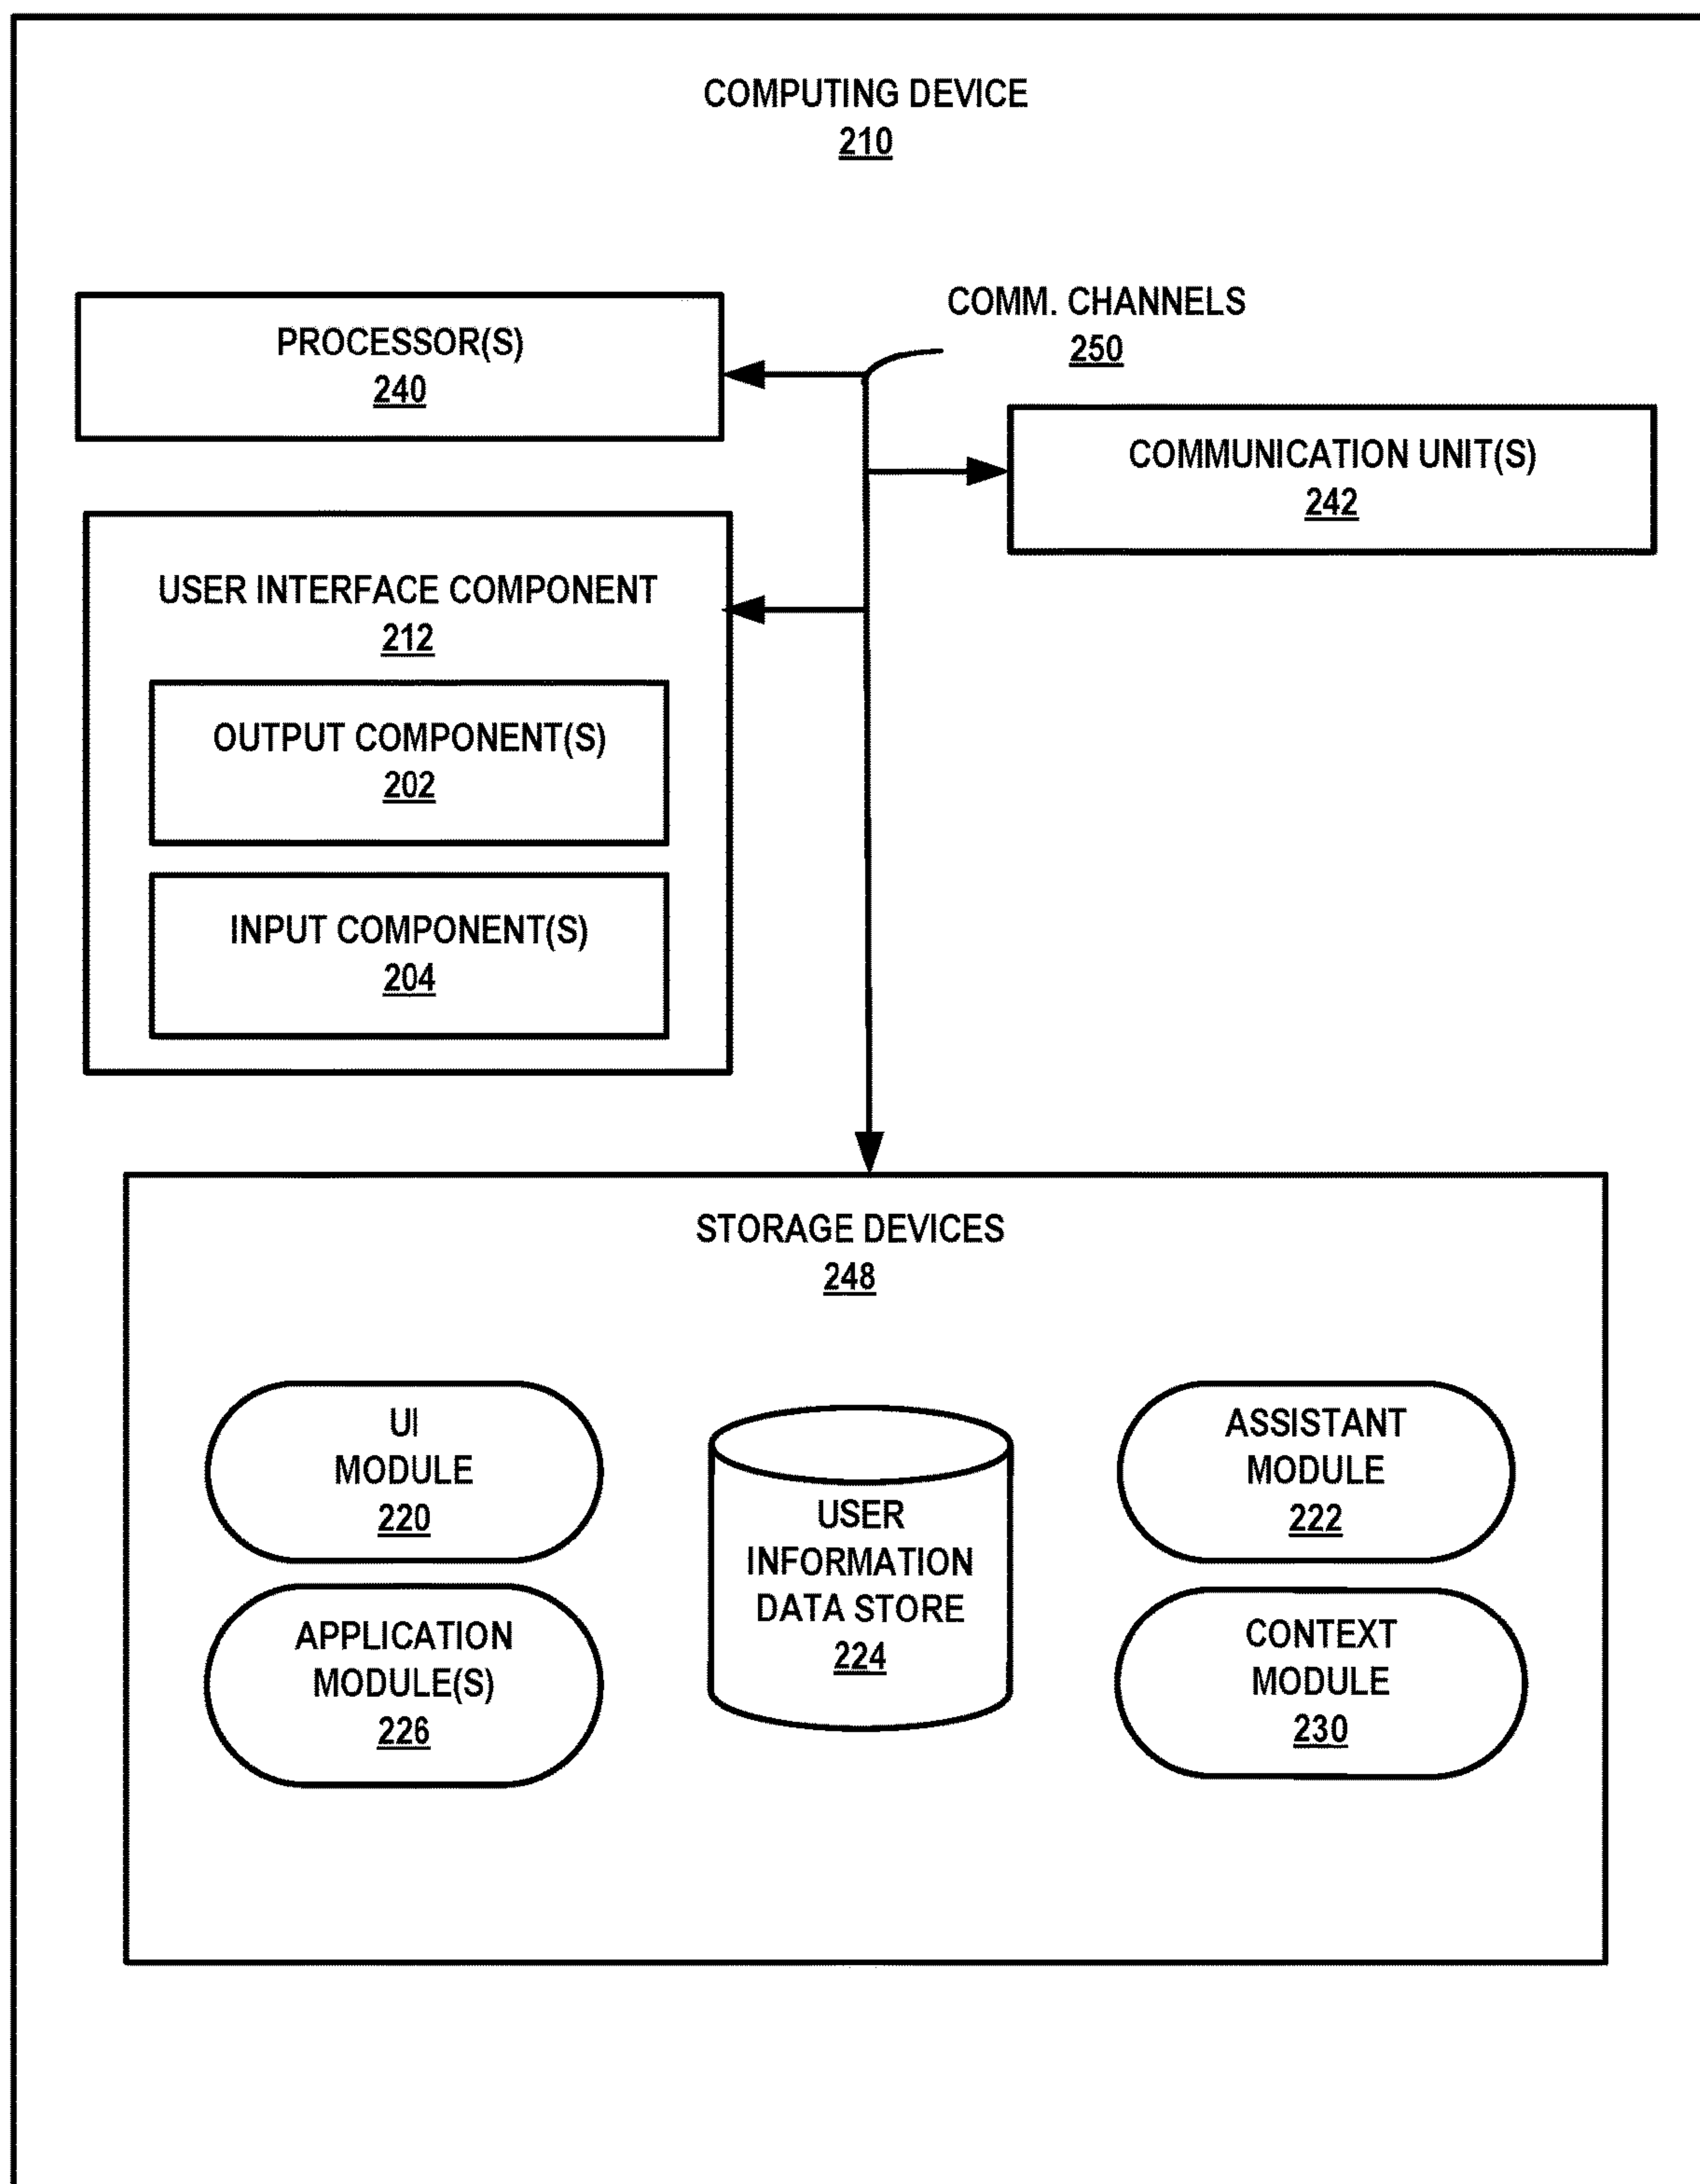 COMPUTING DEVICE
210
COMM. CHANNELS
250
PROCESSOR(S)
240
COMMUNICATION UNIT(S)
242
USER INTERFACE COMPONENT
212
OUTPUT COMPONENT(S)
202
INPUT COMPONENT(S)
204
STORAGE DEVICES
248
UI
MODULE
220
APPLICATION
MODULE(S)
226
USER
INFORMATION
DATA STORE
224
ASSISTANT
MODULE
222
CONTEXT
MODULE
230